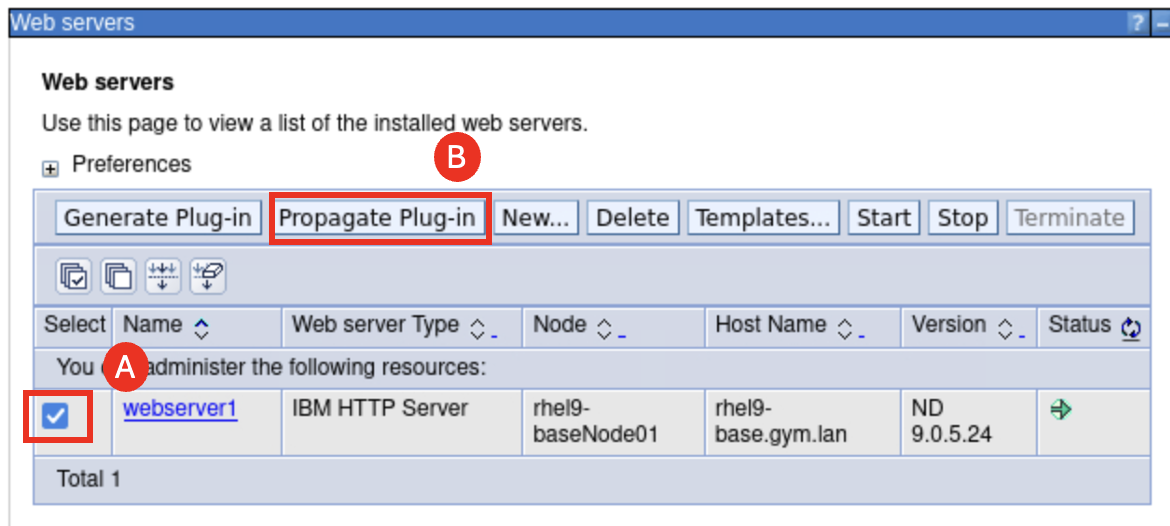 Web servers ? –
Web servers
Use this page to view a list of the installed web servers.
B
+ Preferences
Generate Plug-in Propagate Plug-in New... Delete Templates... Start Stop Terminate
Select Name Web server Type Node Host Name Version Status
A
You administer the following resources:
webserver1 IBM HTTP Server rhel9- rhel9- ND
baseNode01 base.gym.lan 9.0.5.24
Total 1